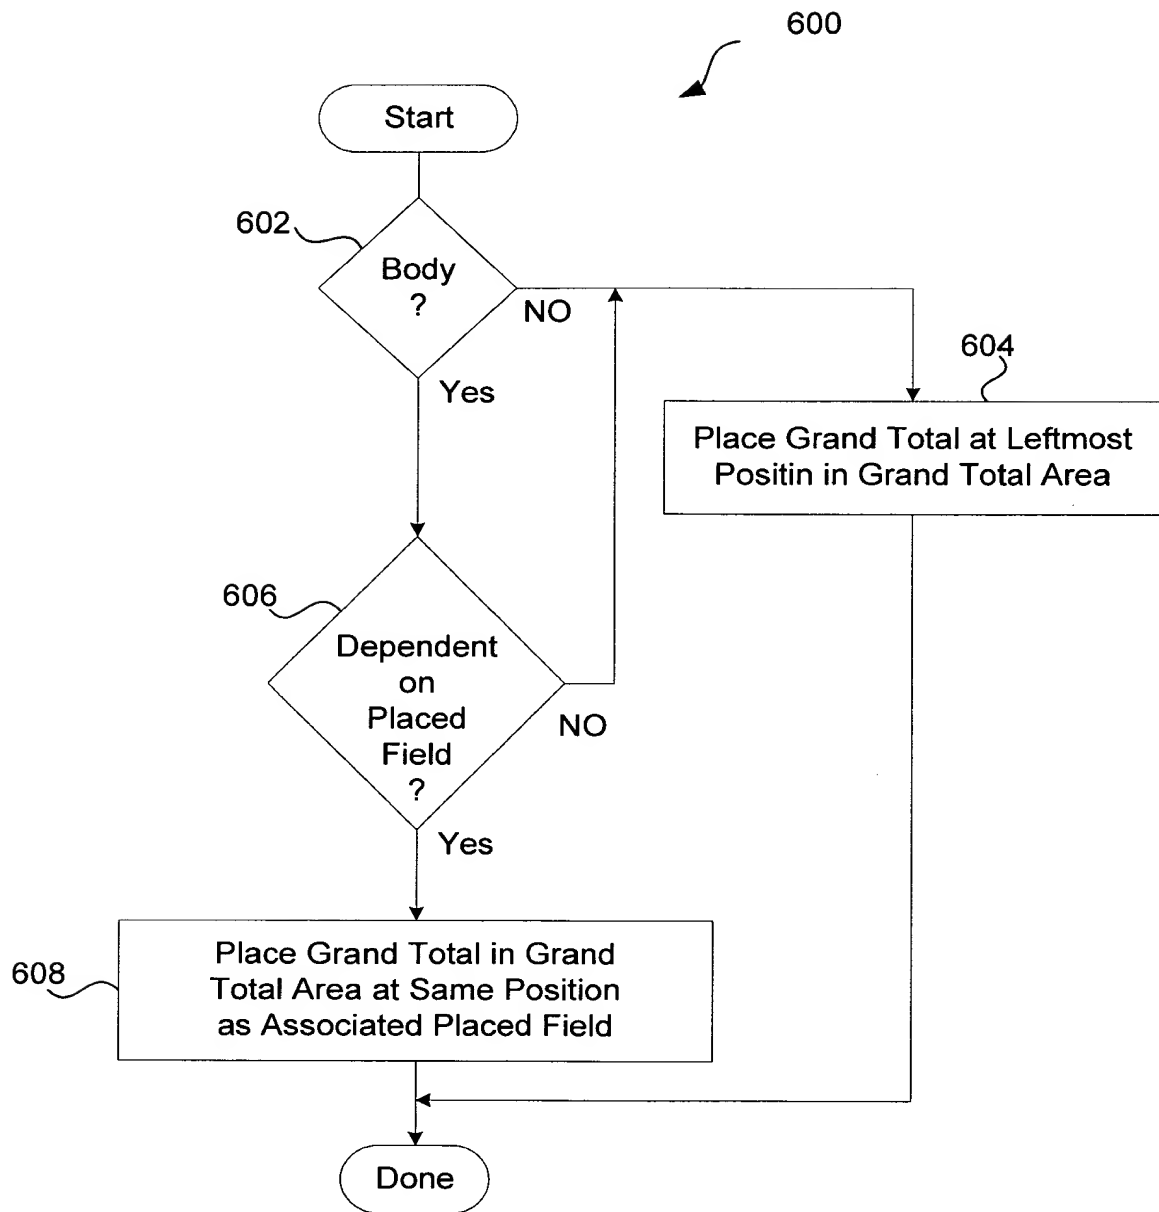 600
Start
602
Body
?
NO
Yes
604
Place Grand Total at Leftmost
Positin in Grand Total Area
606
Dependent
on
Placed
Field
?
NO
Yes
608
Place Grand Total in Grand
Total Area at Same Position
as Associated Placed Field
Done